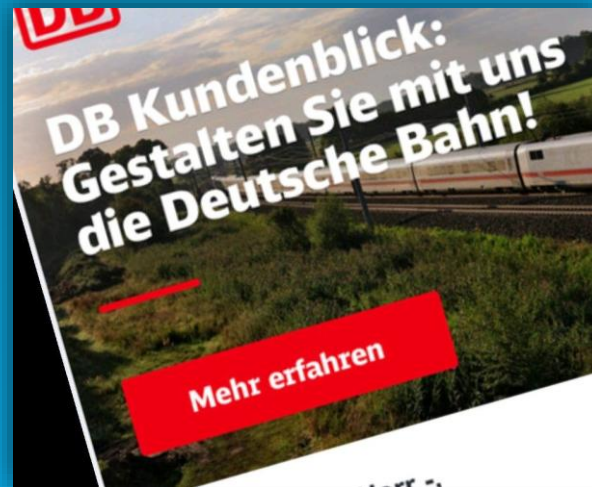 DB
DB Kundenblick:
Gestalten Sie mit uns
die Deutsche Bahn!
Mehr erfahren